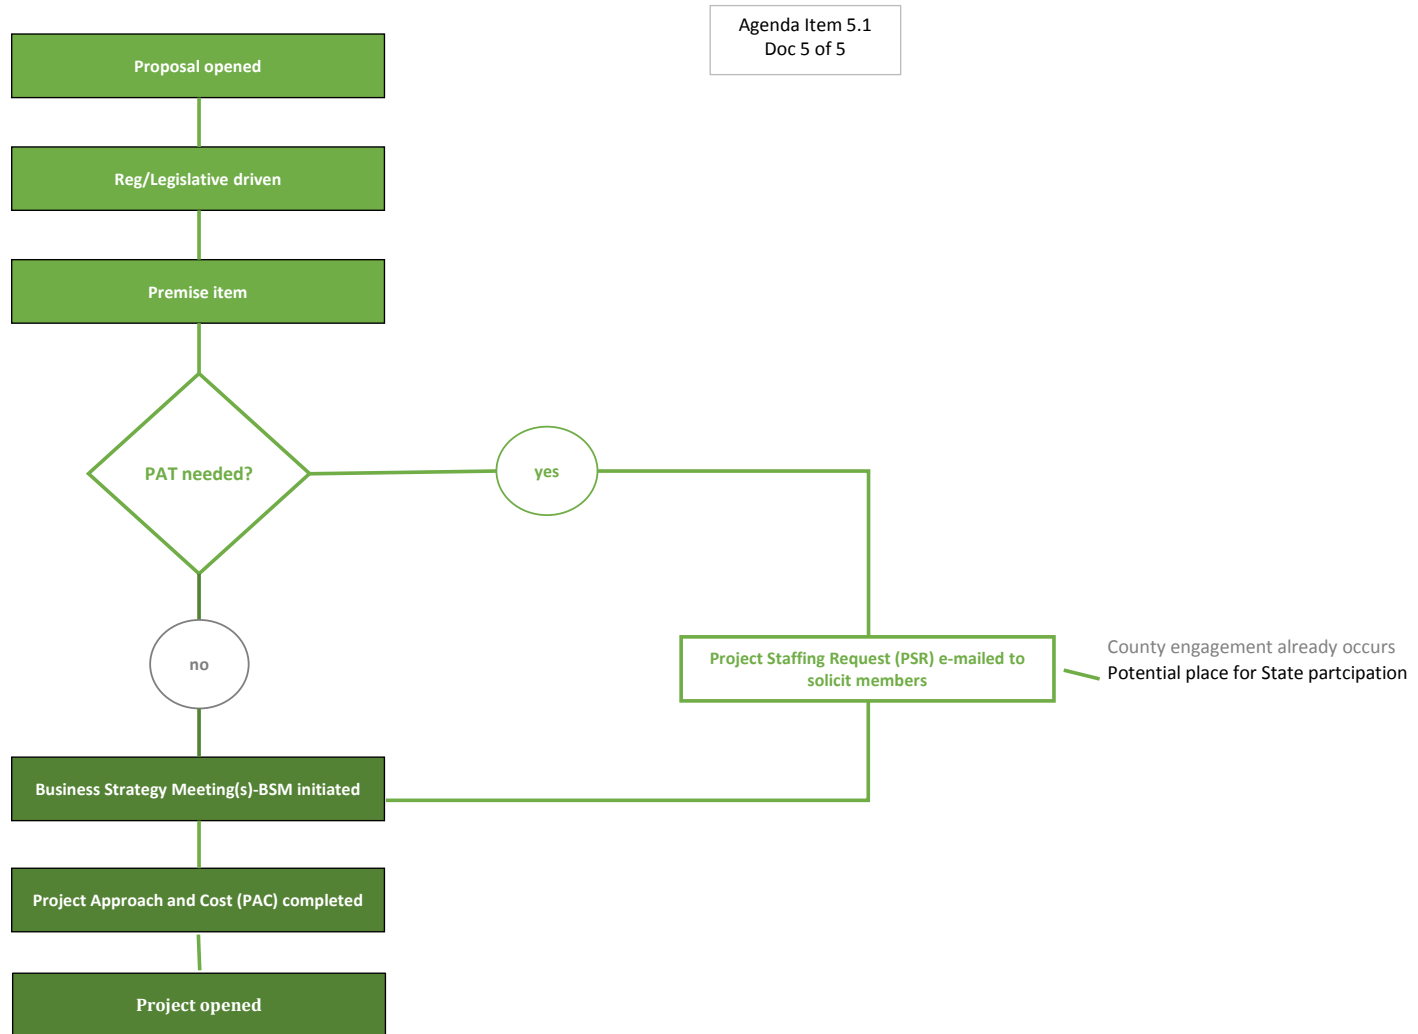 Agenda Item 5.1
Doc 5 of 5
Proposal opened
Reg/Legislative driven
Premise item
PAT needed?
yes
no
Project Staffing Request (PSR) e-mailed to
solicit members
County engagement already occurs
Potential place for State partcipation
Business Strategy Meeting(s)-BSM initiated
Project Approach and Cost (PAC) completed
Project opened